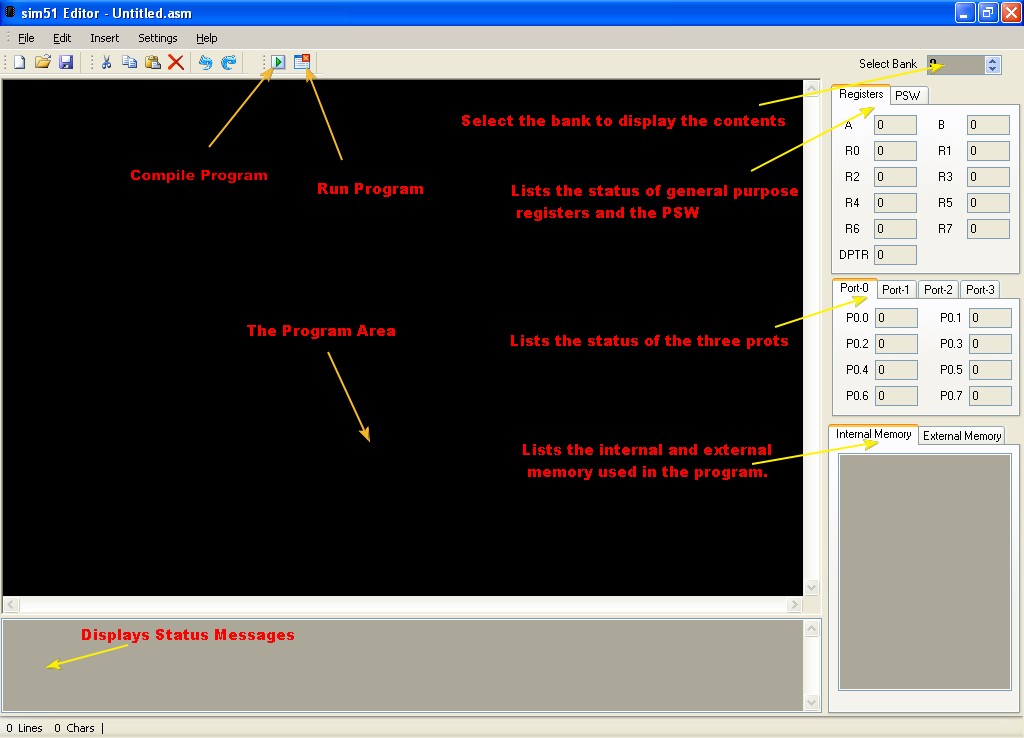 sim51 Editor - Untitled.asm
File Edit Insert Settings Help
Select Bank
Select the bank to display the contents
Compile Program
Run Program
Lists the status of general purpose
registers and the PSW
Registers PSW
A 0 B 0
R0 0 R1 0
R2 0 R3 0
R4 0 R5 0
R6 0 R7 0
DPTR 0
The Program Area
Lists the status of the three prots
Port-0 Port-1 Port-2 Port-3
P0.0 0 P0.1 0
P0.2 0 P0.3 0
P0.4 0 P0.5 0
P0.6 0 P0.7 0
Lists the internal and external
memory used in the program.
Internal Memory External Memory
Displays Status Messages
0 Lines 0 Chars |